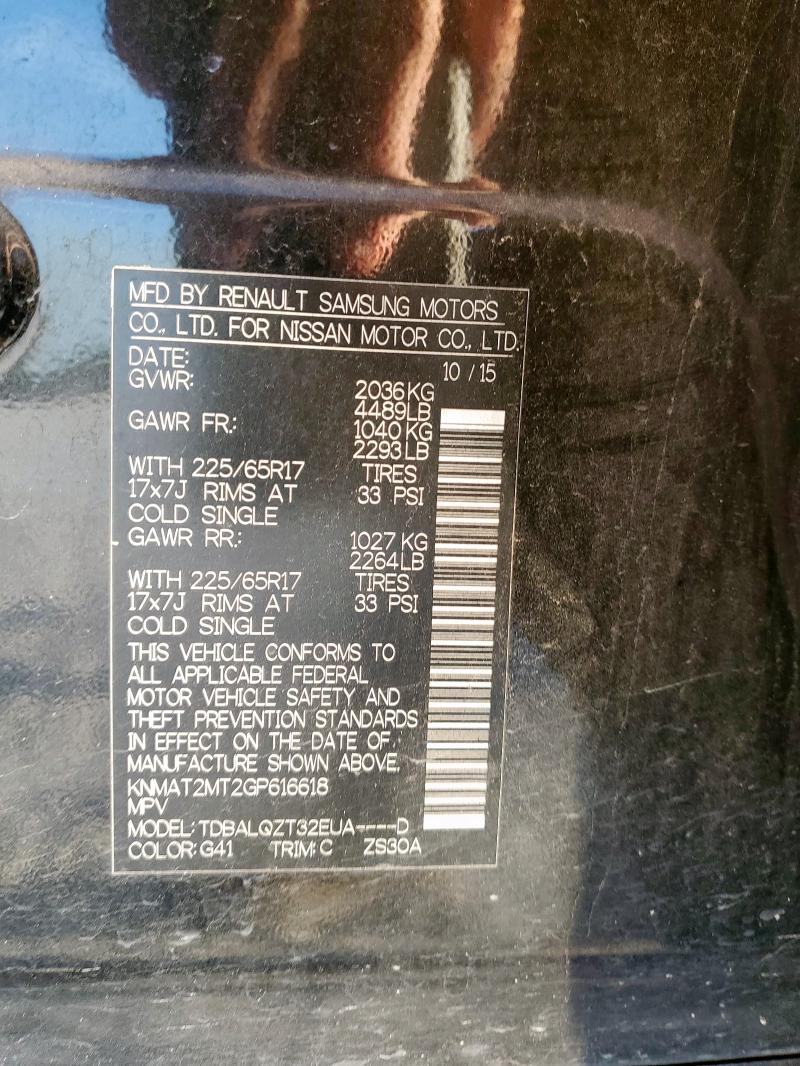 MFD BY RENAULT SAMSUNG MOTORS
CO., LTD. FOR NISSAN MOTOR CO., LTD.
DATE: 10 / 15
GVWR: 2036 KG
4489LB
GAWR FR.: 1040 KG
2293 LB
WITH 225/65R17 TIRES
17x7J RIMS AT 33 PSI
COLD SINGLE
GAWR RR.: 1027 KG
2264 LB
WITH 225/65R17 TIRES
17x7J RIMS AT 33 PSI
COLD SINGLE
THIS VEHICLE CONFORMS TO
ALL APPLICABLE FEDERAL
MOTOR VEHICLE SAFETY AND
THEFT PREVENTION STANDARDS
IN EFFECT ON THE DATE OF
MANUFACTURE SHOWN ABOVE.
KNMAT2MT2GP616618
MPV
MODEL: TDBALQZT32EUA----D
COLOR: G41 TRIM: C ZS30A